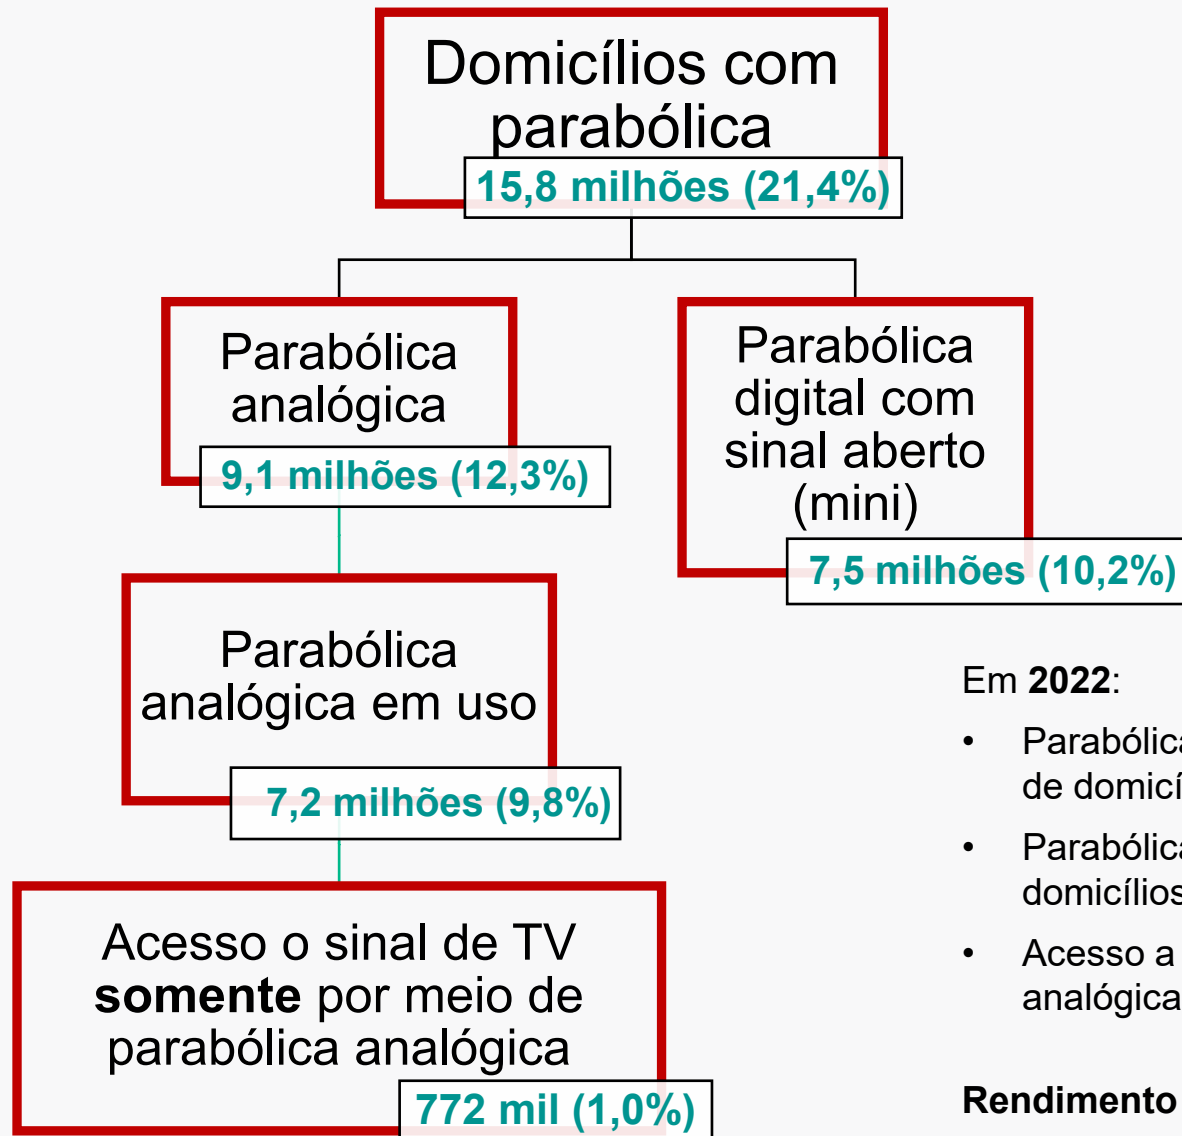 Domicílios com
parabólica
15,8 milhões (21,4%)
Parabólica
analógica
9,1 milhões (12,3%)
Parabólica
digital com
sinal aberto
(mini)
7,5 milhões (10,2%)
Parabólica
analógica em uso
7,2 milhões (9,8%)
Acesso o sinal de TV
somente por meio de
parabólica analógica
772 mil (1,0%)
Em 2022:
• Parabólica
de domicí
• Parabólica
domicílios
• Acesso a
analógica
Rendimento